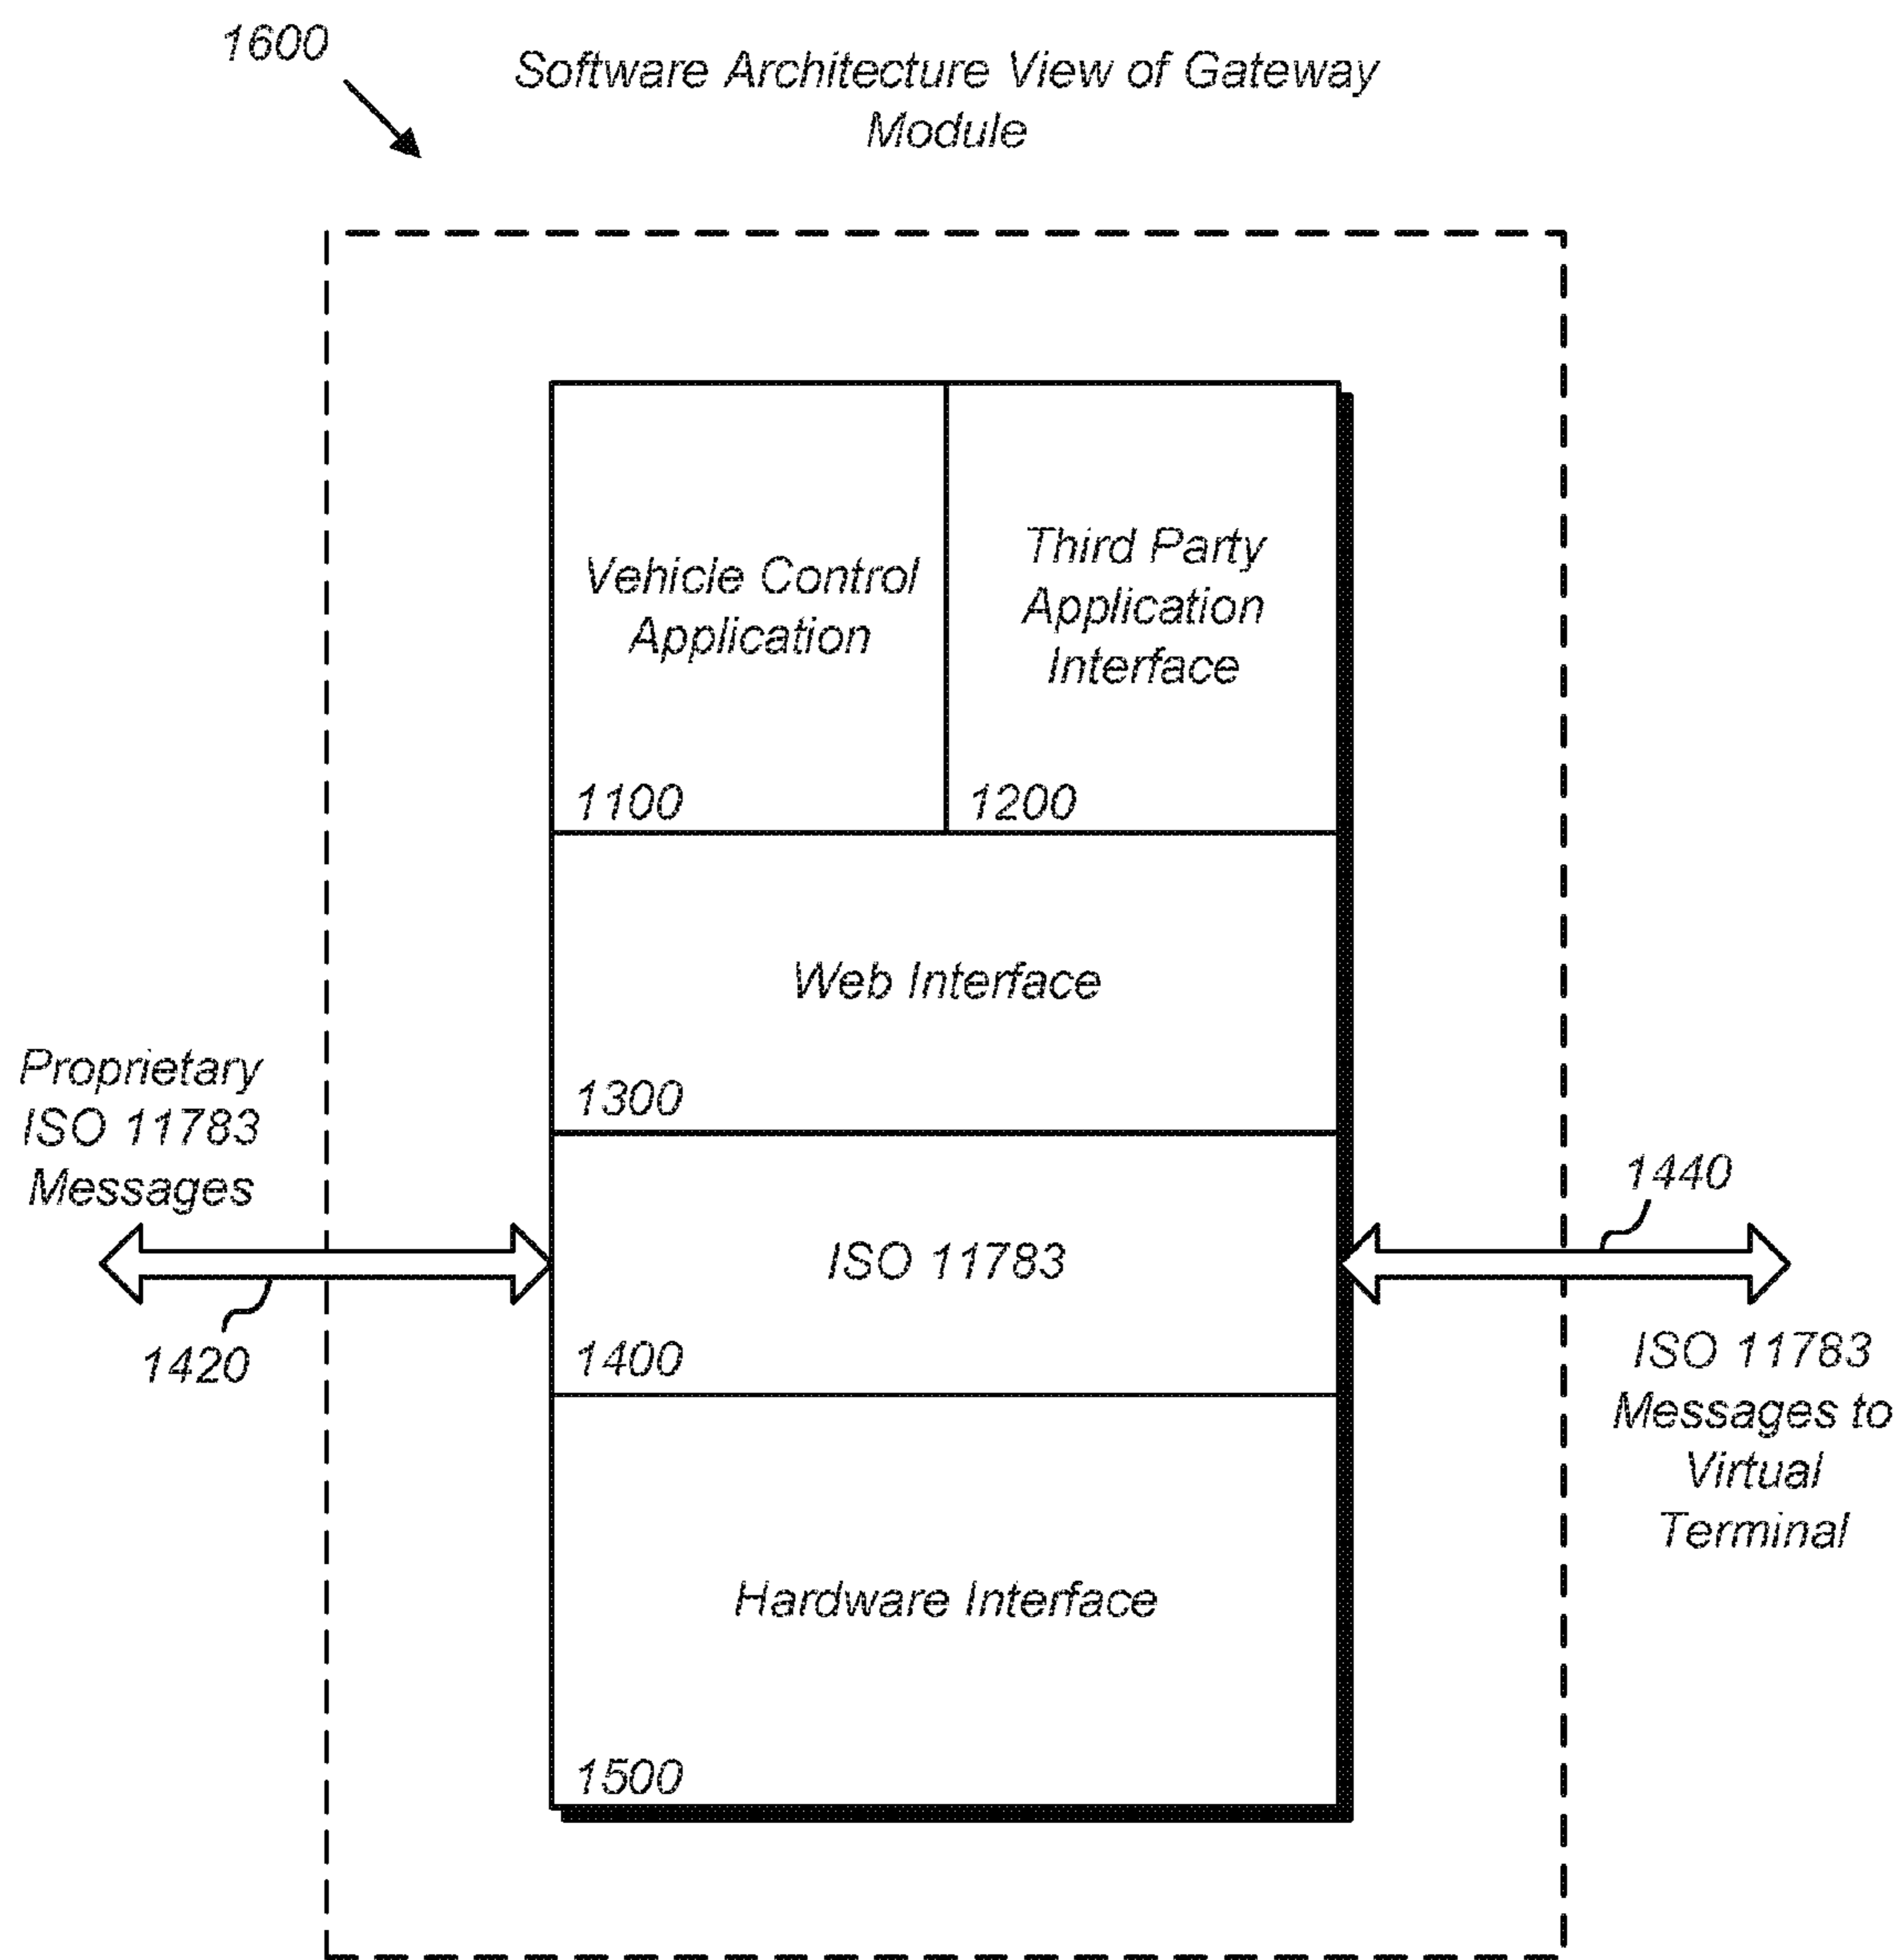 1600
Software Architecture View of Gateway
Module
Vehicle Control
Application
1100
Third Party
Application
Interface
1200
Web Interface
1300
Proprietary
ISO 11783
Messages
1420
ISO 11783
1400
1440
ISO 11783
Messages to
Virtual
Terminal
Hardware Interface
1500